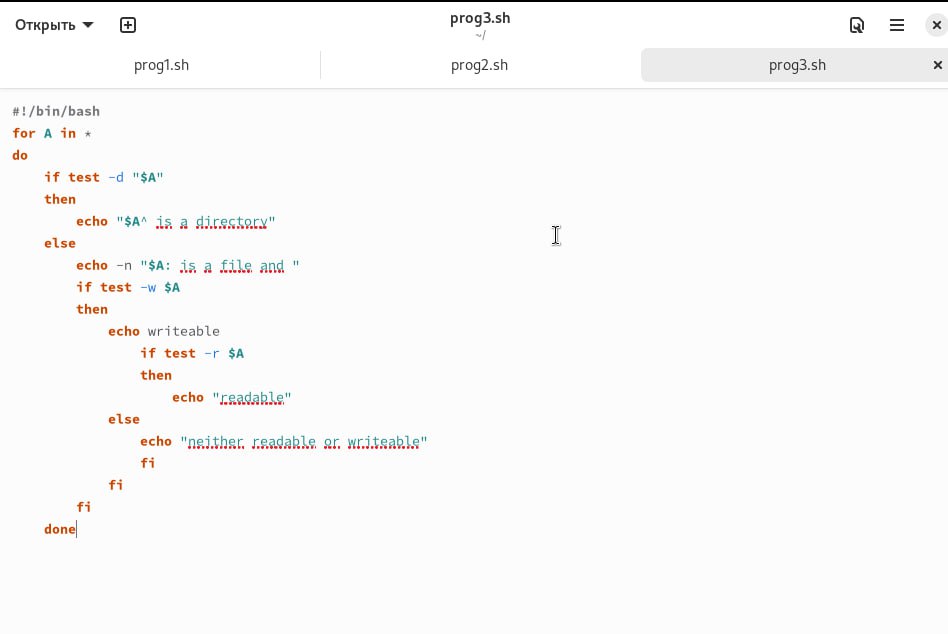 Открыть
prog3.sh
~/
prog1.sh
prog2.sh
prog3.sh
#!/bin/bash
for A in *
do
    if test -d "$A"
    then
        echo "$A^ is a directory"
    else
        echo -n "$A: is a file and "
        if test -w $A
        then
            echo writeable
                if test -r $A
                then
                    echo "readable"
            else
                echo "neither readable or writeable"
                fi
            fi
        fi
    done